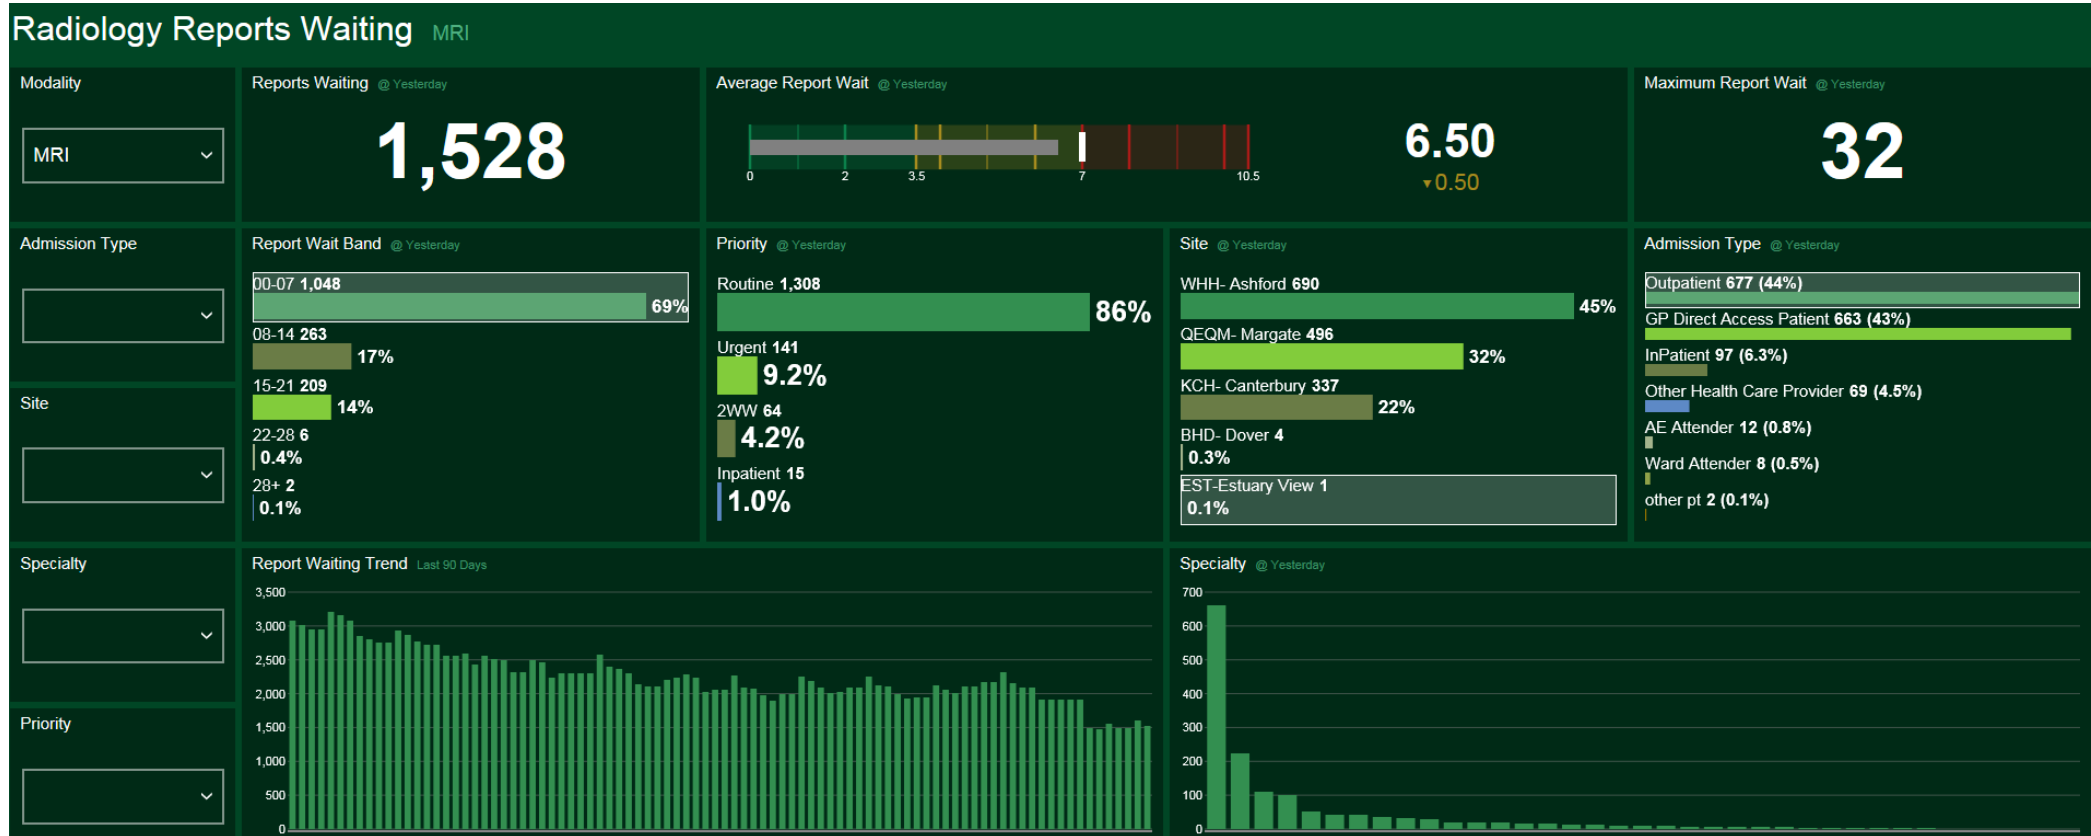 Radiology Reports Waiting MRI
Modality
MRI
Reports Waiting @ Yesterday
1,528
Average Report Wait @ Yesterday
0 2 3.5 7 10.5
6.50
▾0.50
Maximum Report Wait @ Yesterday
32
Admission Type
Report Wait Band @ Yesterday
00-07 1,048
69%
08-14 263
17%
15-21 209
14%
22-28 6
0.4%
28+ 2
0.1%
Priority @ Yesterday
Routine 1,308
86%
Urgent 141
9.2%
2WW 64
4.2%
Inpatient 15
1.0%
Site @ Yesterday
WHH- Ashford 690
45%
QEQM- Margate 496
32%
KCH- Canterbury 337
22%
BHD- Dover 4
0.3%
EST-Estuary View 1
0.1%
Admission Type @ Yesterday
Outpatient 677 (44%)
GP Direct Access Patient 663 (43%)
InPatient 97 (6.3%)
Other Health Care Provider 69 (4.5%)
AE Attender 12 (0.8%)
Ward Attender 8 (0.5%)
other pt 2 (0.1%)
Site
Specialty
Priority
Report Waiting Trend Last 90 Days
3,500
3,000
2,500
2,000
1,500
1,000
500
0
Specialty @ Yesterday
700
600
500
400
300
200
100
0